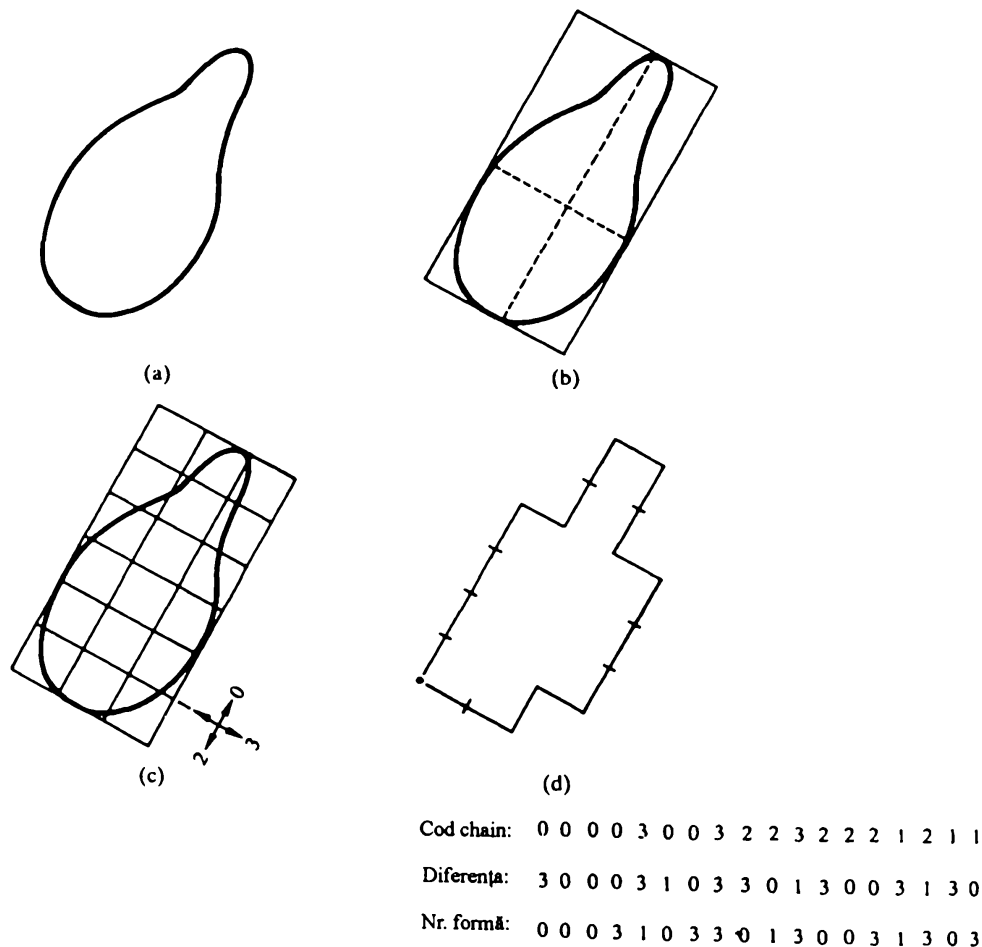 (a)
(b)
0
3
2
(c)
(d)
Cod chain: 0 0 0 0 3 0 0 3 2 2 3 2 2 2 1 2 1 1
Diferența: 3 0 0 0 3 1 0 3 3 0 1 3 0 0 3 1 3 0
Nr. formă: 0 0 0 3 1 0 3 3 0 1 3 0 0 3 1 3 0 3